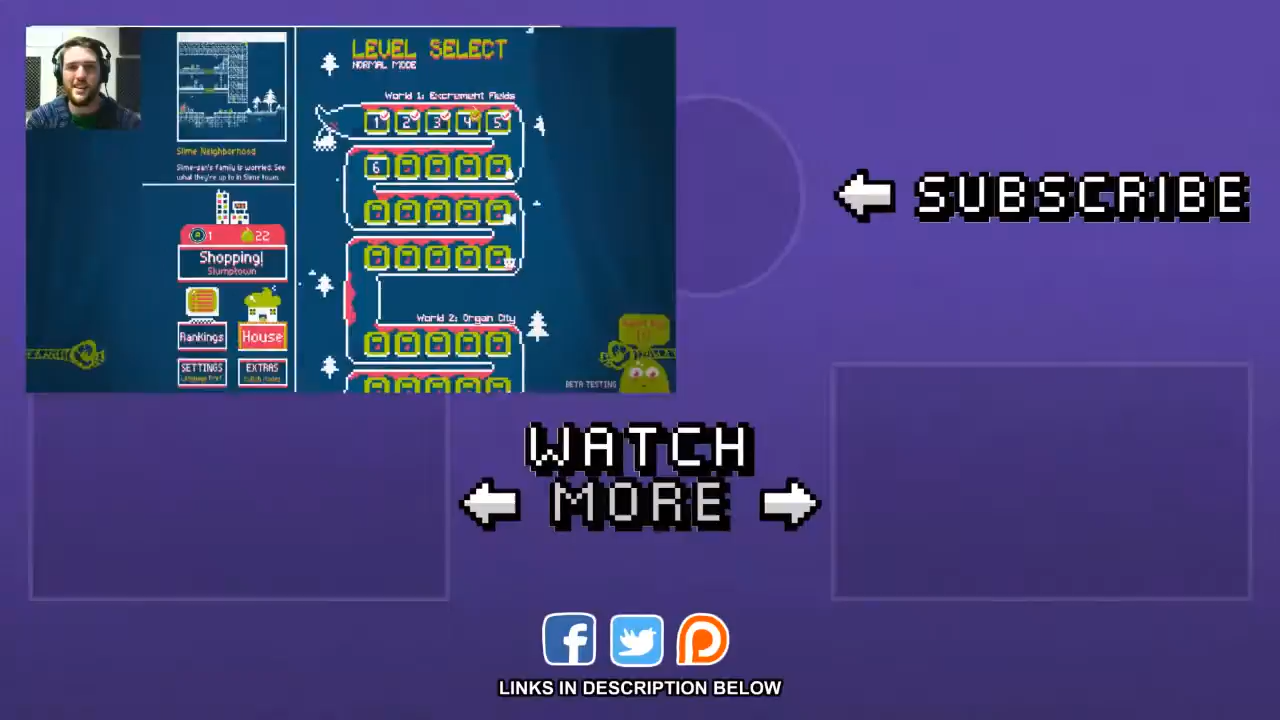 LEVEL SELECT
NORMAL MODE
World 1: Excrement Fields
1 2 3 4 5
6
Slime Neighborhood
Slime-san's family is worried. See
what they're up to in Slime town.
1 22
Shopping!
Slumptown
Rankings
House
SETTINGS
EXTRAS
World 2: Organ City
BETA TESTING
SUBSCRIBE
WATCH
MORE
LINKS IN DESCRIPTION BELOW